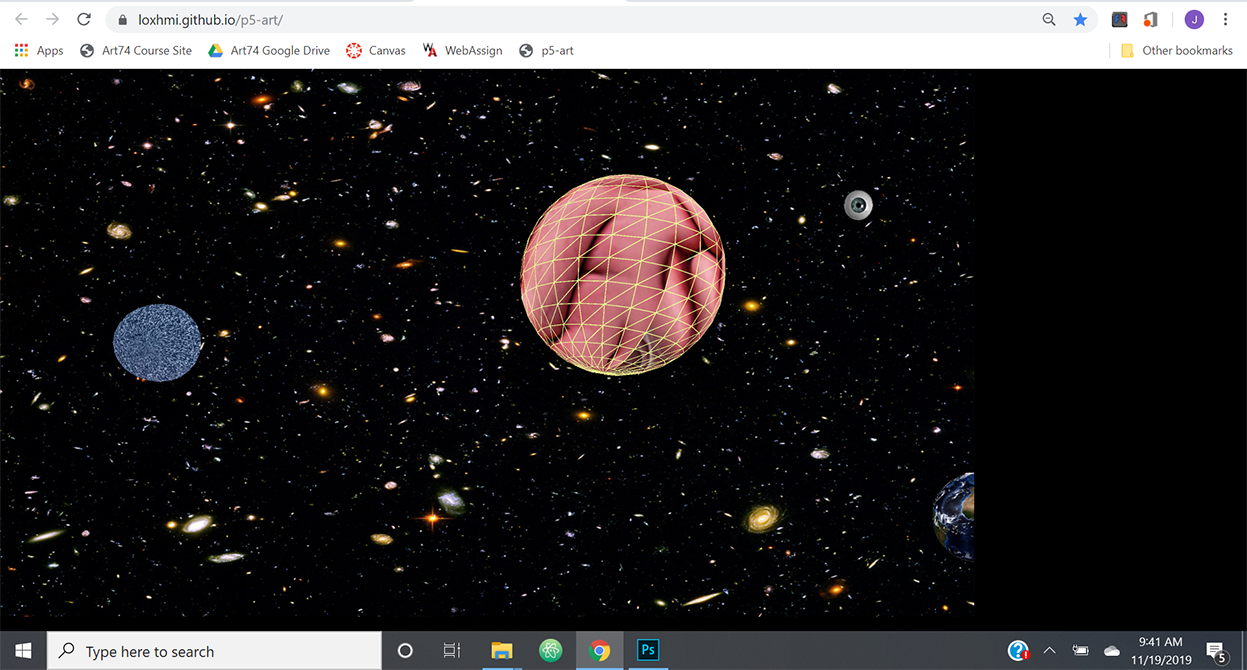 loxhmi.github.io/p5-art/
J
Apps Art74 Course Site Art74 Google Drive Canvas WA WebAssign p5-art Other bookmarks
Type here to search
Ps
9:41 AM
11/19/2019
5